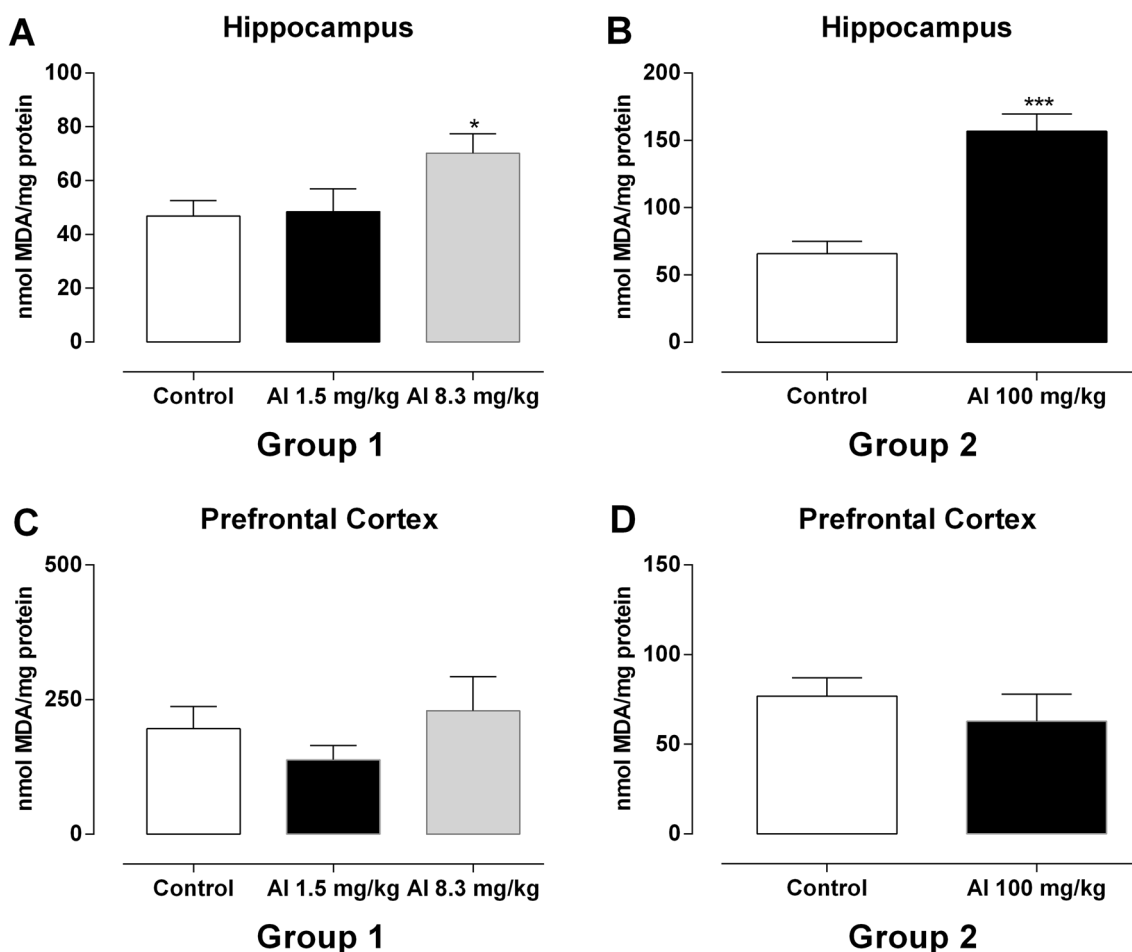 A
Hippocampus
nmol MDA/mg protein
100
80
60
40
20
0
*
Control
Al 1.5 mg/kg
Al 8.3 mg/kg
Group 1
B
Hippocampus
nmol MDA/mg protein
200
150
100
50
0
***
Control
Al 100 mg/kg
Group 2
C
Prefrontal Cortex
nmol MDA/mg protein
500
250
0
Control
Al 1.5 mg/kg
Al 8.3 mg/kg
Group 1
D
Prefrontal Cortex
nmol MDA/mg protein
150
100
50
0
Control
Al 100 mg/kg
Group 2